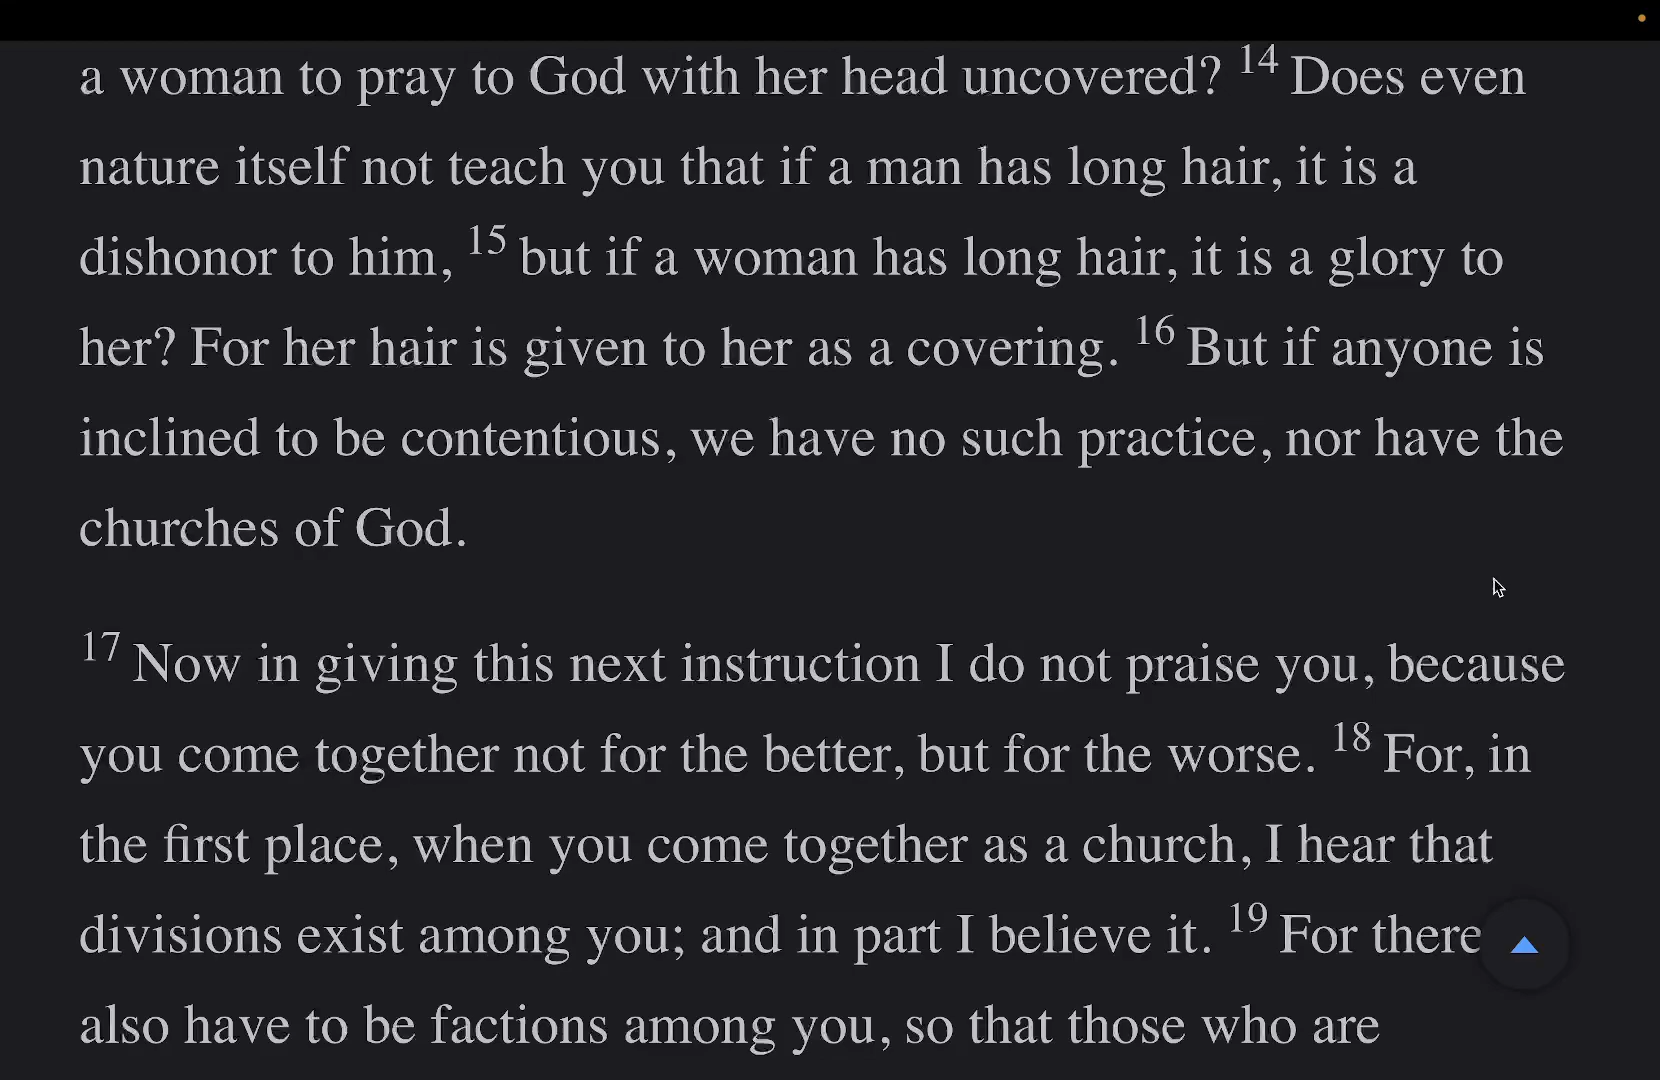 a woman to pray to God with her head uncovered? 14 Does even
nature itself not teach you that if a man has long hair, it is a
dishonor to him, 15 but if a woman has long hair, it is a glory to
her? For her hair is given to her as a covering. 16 But if anyone is
inclined to be contentious, we have no such practice, nor have the
churches of God.
17 Now in giving this next instruction I do not praise you, because
you come together not for the better, but for the worse. 18 For, in
the first place, when you come together as a church, I hear that
divisions exist among you; and in part I believe it. 19 For there
also have to be factions among you, so that those who are